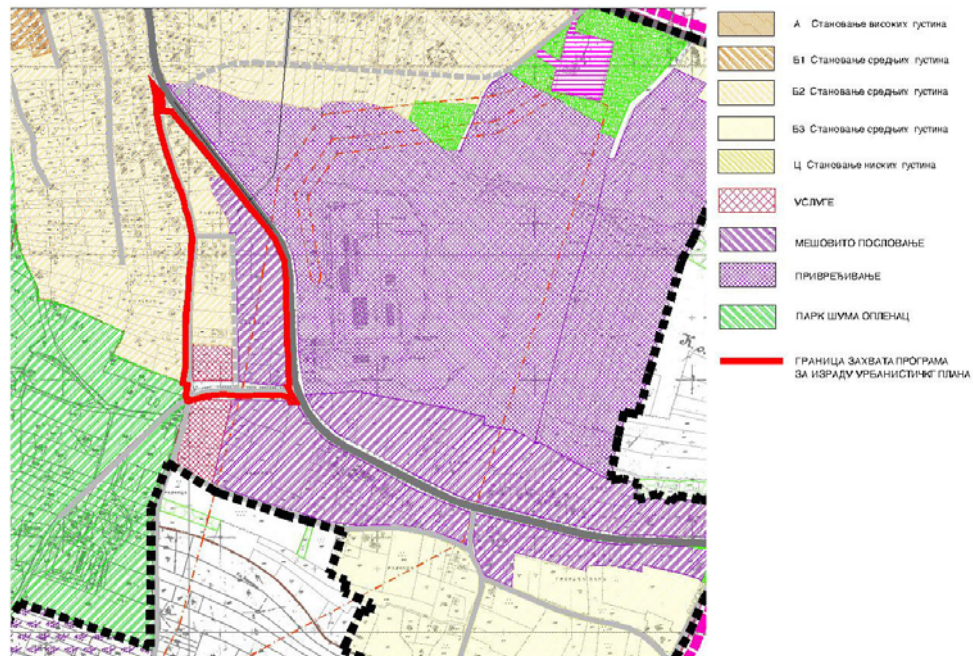 А Становање високих густина
Б1 Становање средњих густина
Б2 Становање средњих густина
Б3 Становање средњих густина
Ц Становање ниских густина
УСЛУГЕ
МЕШОВИТО ПОСЛОВАЊЕ
ПРИВРЕЂИВАЊЕ
ПАРК ШУМА ОПЛЕНАЦ
ГРАНИЦА ЗАХВАТА ПРОГРАМА
ЗА ИЗРАДУ УРБАНИСТИЧКГ ПЛАНА